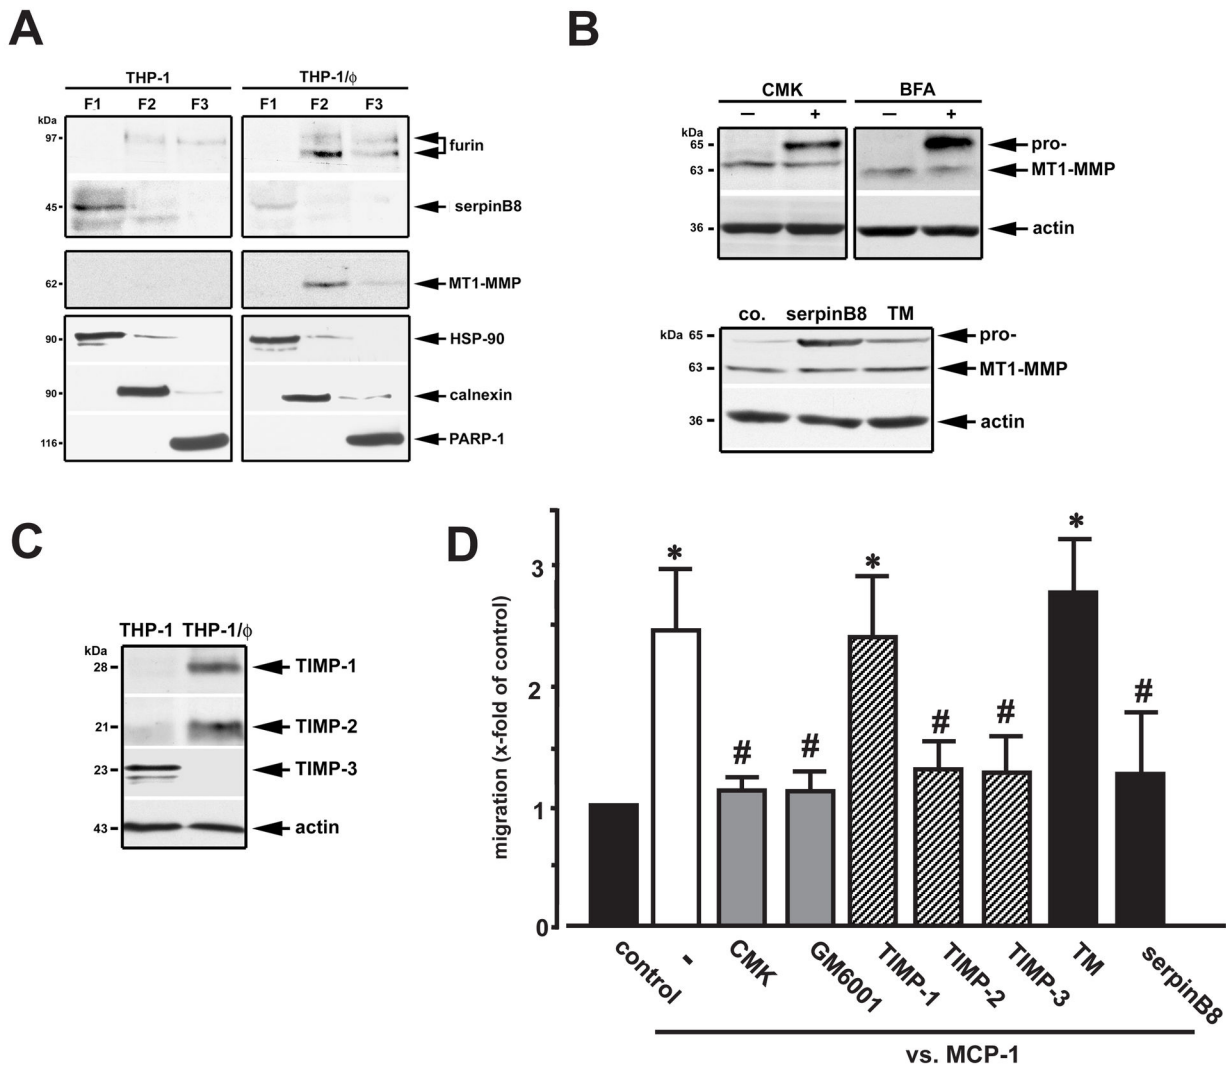 A
THP-1 THP-1/ϕ
F1 F2 F3 F1 F2 F3
kDa
97 furin
45 serpinB8
62 MT1-MMP
90 HSP-90
90 calnexin
116 PARP-1
B
CMK BFA
– + – +
kDa
65 pro-
63 MT1-MMP
36 actin
co. serpinB8 TM
kDa 65 pro-
63 MT1-MMP
36 actin
C
THP-1 THP-1/ϕ
kDa
28 TIMP-1
21 TIMP-2
23 TIMP-3
43 actin
D
migration (x-fold of control)
3
2
1
0
* # # * # # * #
control - CMK GM6001 TIMP-1 TIMP-2 TIMP-3 TM serpinB8
vs. MCP-1